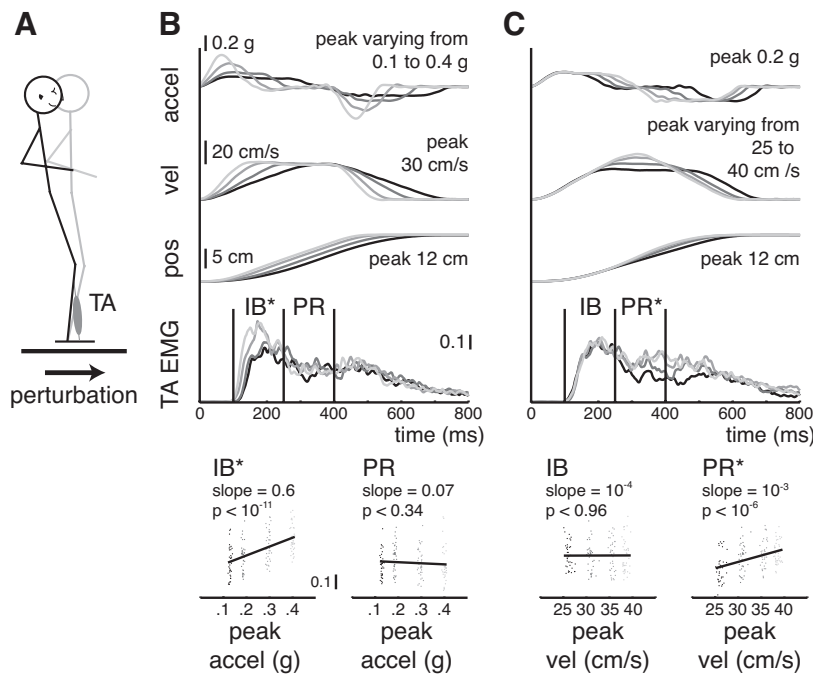 A
TA
perturbation
B
0.2 g
peak varying from
0.1 to 0.4 g
accel
20 cm/s
peak
30 cm/s
vel
5 cm
peak 12 cm
pos
IB* PR
0.1
TA EMG
0 200 400 600 800
time (ms)
C
peak 0.2 g
peak varying from
25 to
40 cm /s
peak 12 cm
IB PR*
0 200 400 600 800
time (ms)
IB*
slope = 0.6
p < 10^-11
0.1
.1 .2 .3 .4
peak
accel (g)
PR
slope = 0.07
p < 0.34
.1 .2 .3 .4
peak
accel (g)
IB
slope = 10^-4
p < 0.96
25 30 35 40
peak
vel (cm/s)
PR*
slope = 10^-3
p < 10^-6
25 30 35 40
peak
vel (cm/s)